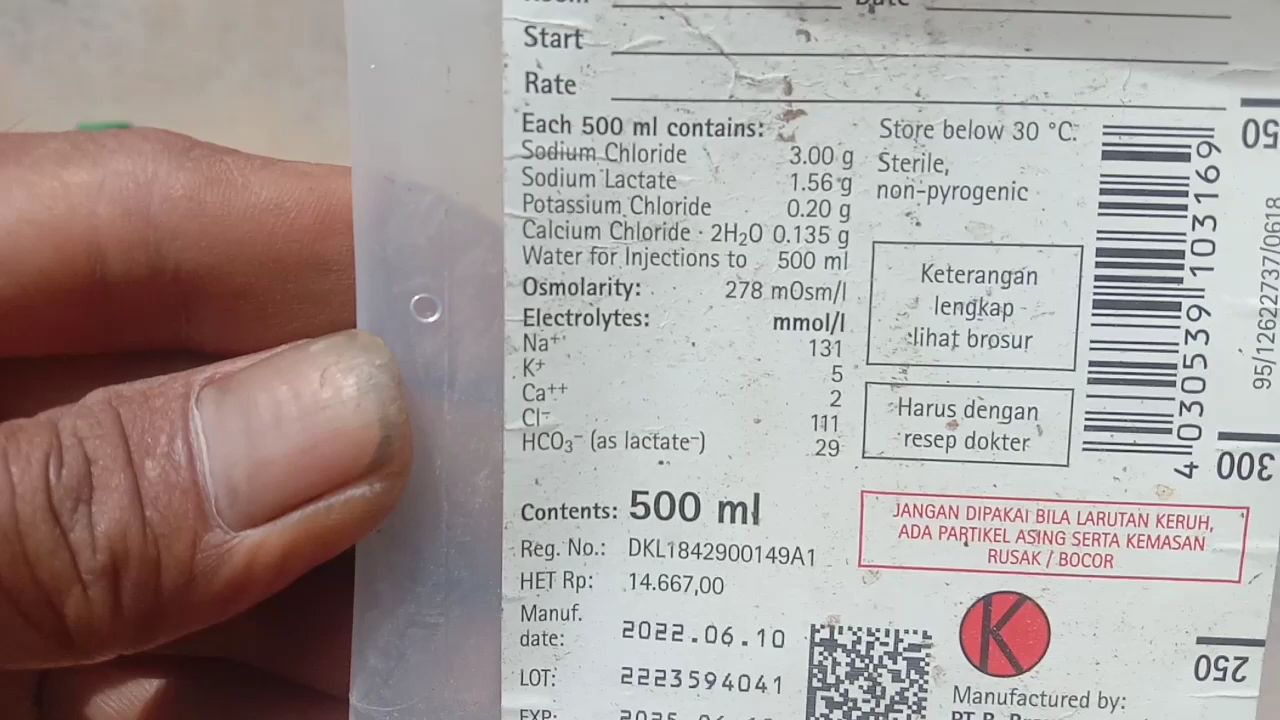 Date
Start
Rate
Each 500 ml contains:
Sodium Chloride 3.00 g
Sodium Lactate 1.56 g
Potassium Chloride 0.20 g
Calcium Chloride · 2H₂O 0.135 g
Water for Injections to 500 ml
Osmolarity: 278 mOsm/l
Electrolytes: mmol/l
Na⁺ 131
K⁺ 5
Ca⁺⁺ 2
Cl⁻ 111
HCO₃⁻ (as lactate⁻) 29
Contents: 500 ml
Reg. No.: DKL1842900149A1
HET Rp: 14.667,00
Manuf.
date: 2022.06.10
LOT: 2223594041
EXP:
Store below 30 °C.
Sterile,
non-pyrogenic
Keterangan
lengkap
lihat brosur
Harus dengan
resep dokter
JANGAN DIPAKAI BILA LARUTAN KERUH,
ADA PARTIKEL ASING SERTA KEMASAN
RUSAK / BOCOR
K
Manufactured by:
4 030539 103169
95/12622737/0618
50
300
250